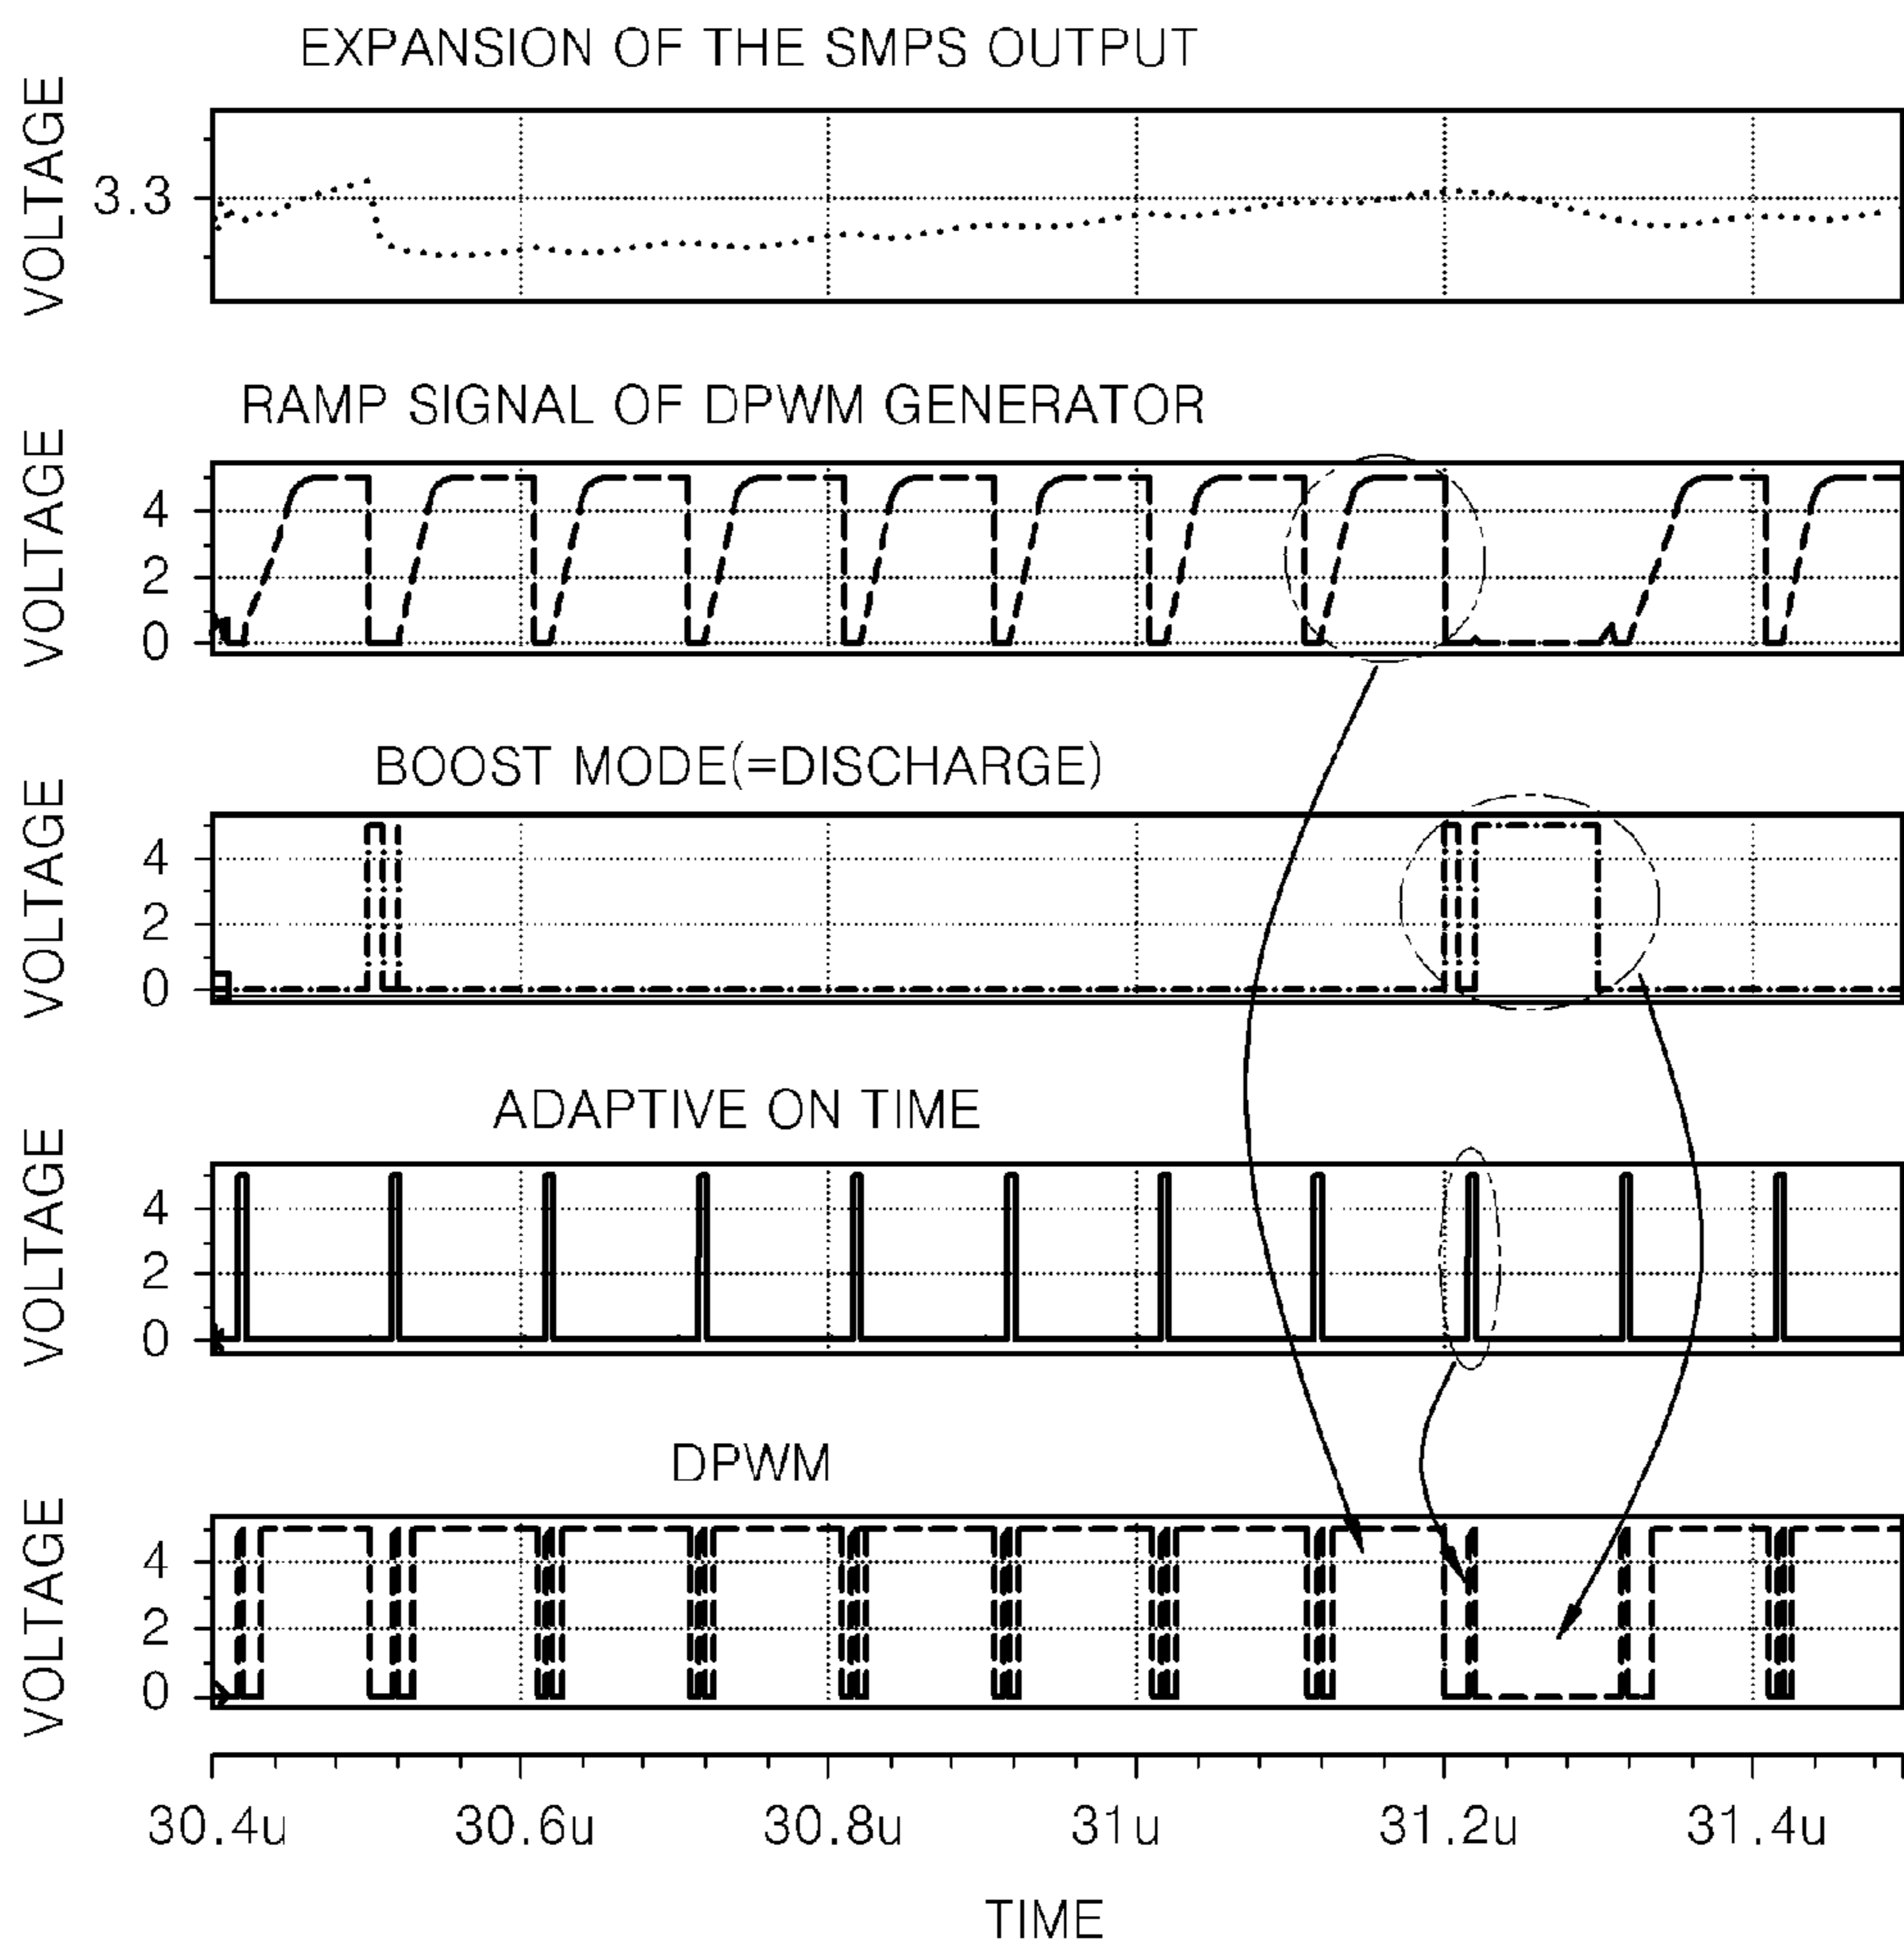 EXPANSION OF THE SMPS OUTPUT
VOLTAGE
3.3
RAMP SIGNAL OF DPWM GENERATOR
VOLTAGE
4
2
0
BOOST MODE(=DISCHARGE)
VOLTAGE
4
2
0
ADAPTIVE ON TIME
VOLTAGE
4
2
0
DPWM
VOLTAGE
4
2
0
30.4u 30.6u 30.8u 31u 31.2u 31.4u
TIME